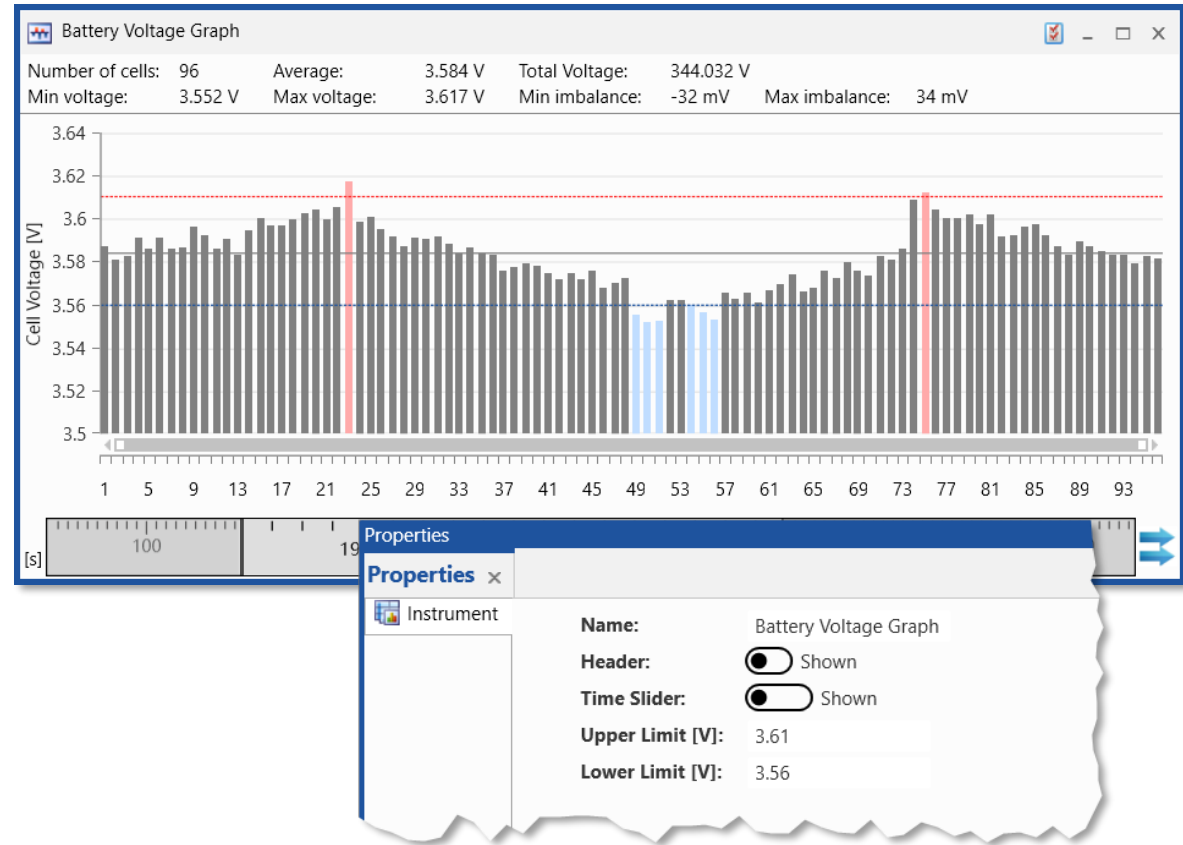 Battery Voltage Graph
Number of cells: 96 Average: 3.584 V Total Voltage: 344.032 V
Min voltage: 3.552 V Max voltage: 3.617 V Min imbalance: -32 mV Max imbalance: 34 mV
Cell Voltage [V]
3.64
3.62
3.6
3.58
3.56
3.54
3.52
3.5
1 5 9 13 17 21 25 29 33 37 41 45 49 53 57 61 65 69 73 77 81 85 89 93
[s] 100 19
Properties
Properties
Instrument
Name: Battery Voltage Graph
Header: Shown
Time Slider: Shown
Upper Limit [V]: 3.61
Lower Limit [V]: 3.56